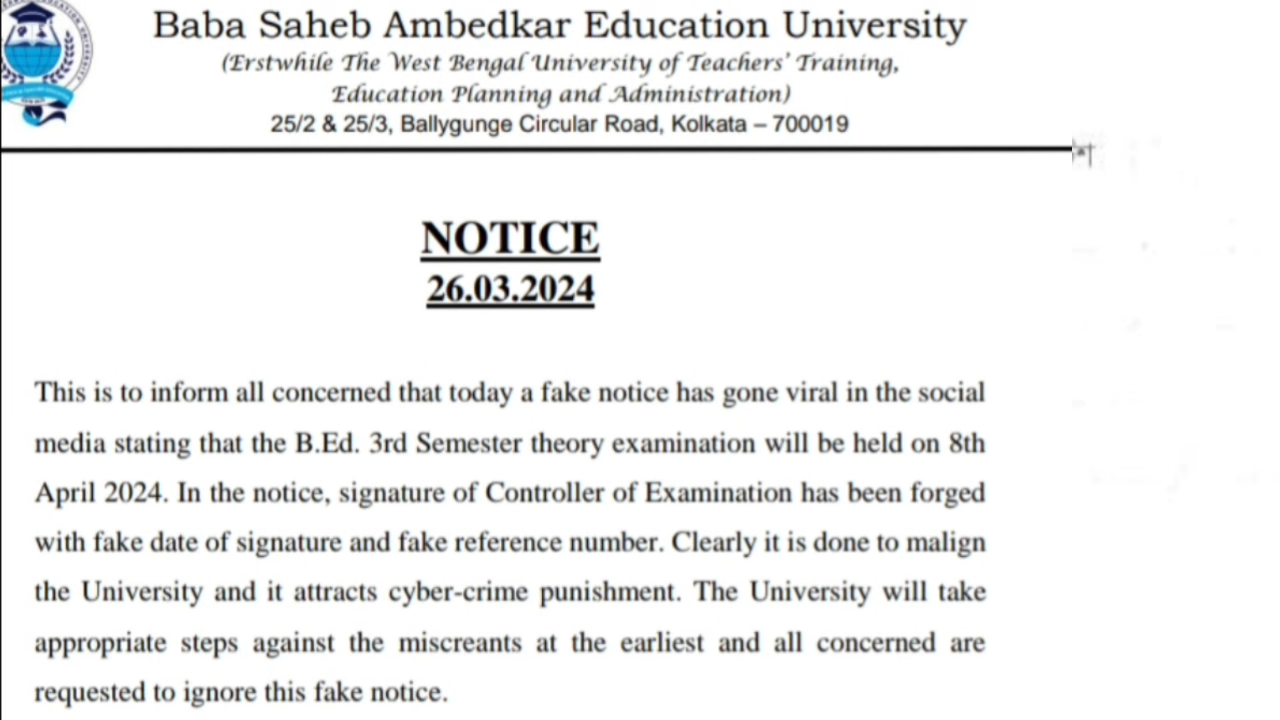 Baba Saheb Ambedkar Education University
(Erstwhile The West Bengal University of Teachers' Training,
Education Planning and Administration)
25/2 & 25/3, Ballygunge Circular Road, Kolkata – 700019
NOTICE
26.03.2024
This is to inform all concerned that today a fake notice has gone viral in the social
media stating that the B.Ed. 3rd Semester theory examination will be held on 8th
April 2024. In the notice, signature of Controller of Examination has been forged
with fake date of signature and fake reference number. Clearly it is done to malign
the University and it attracts cyber-crime punishment. The University will take
appropriate steps against the miscreants at the earliest and all concerned are
requested to ignore this fake notice.